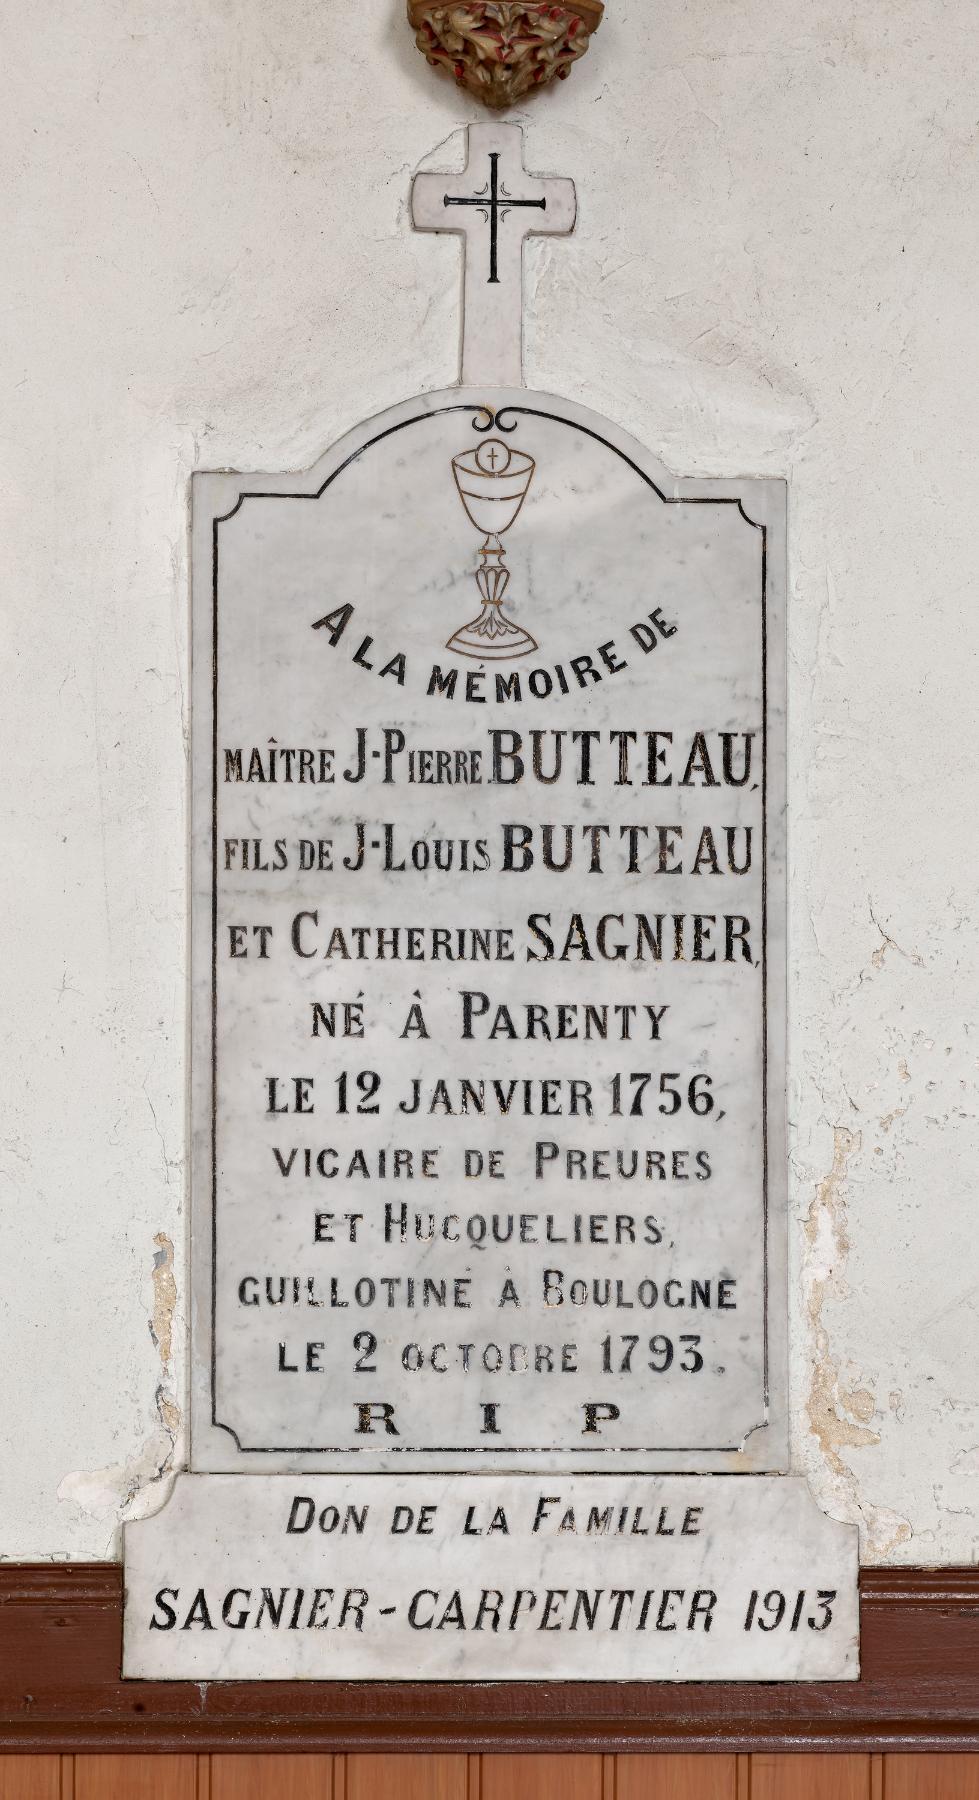 A LA MÉMOIRE DE
MAÎTRE J-PIERRE BUTTEAU,
FILS DE J-LOUIS BUTTEAU
ET CATHERINE SAGNIER,
NÉ À PARENTY
LE 12 JANVIER 1756,
VICAIRE DE PREURES
ET HUCQUELIERS,
GUILLOTINÉ À BOULOGNE
LE 2 OCTOBRE 1793.
R I P
DON DE LA FAMILLE
SAGNIER-CARPENTIER 1913